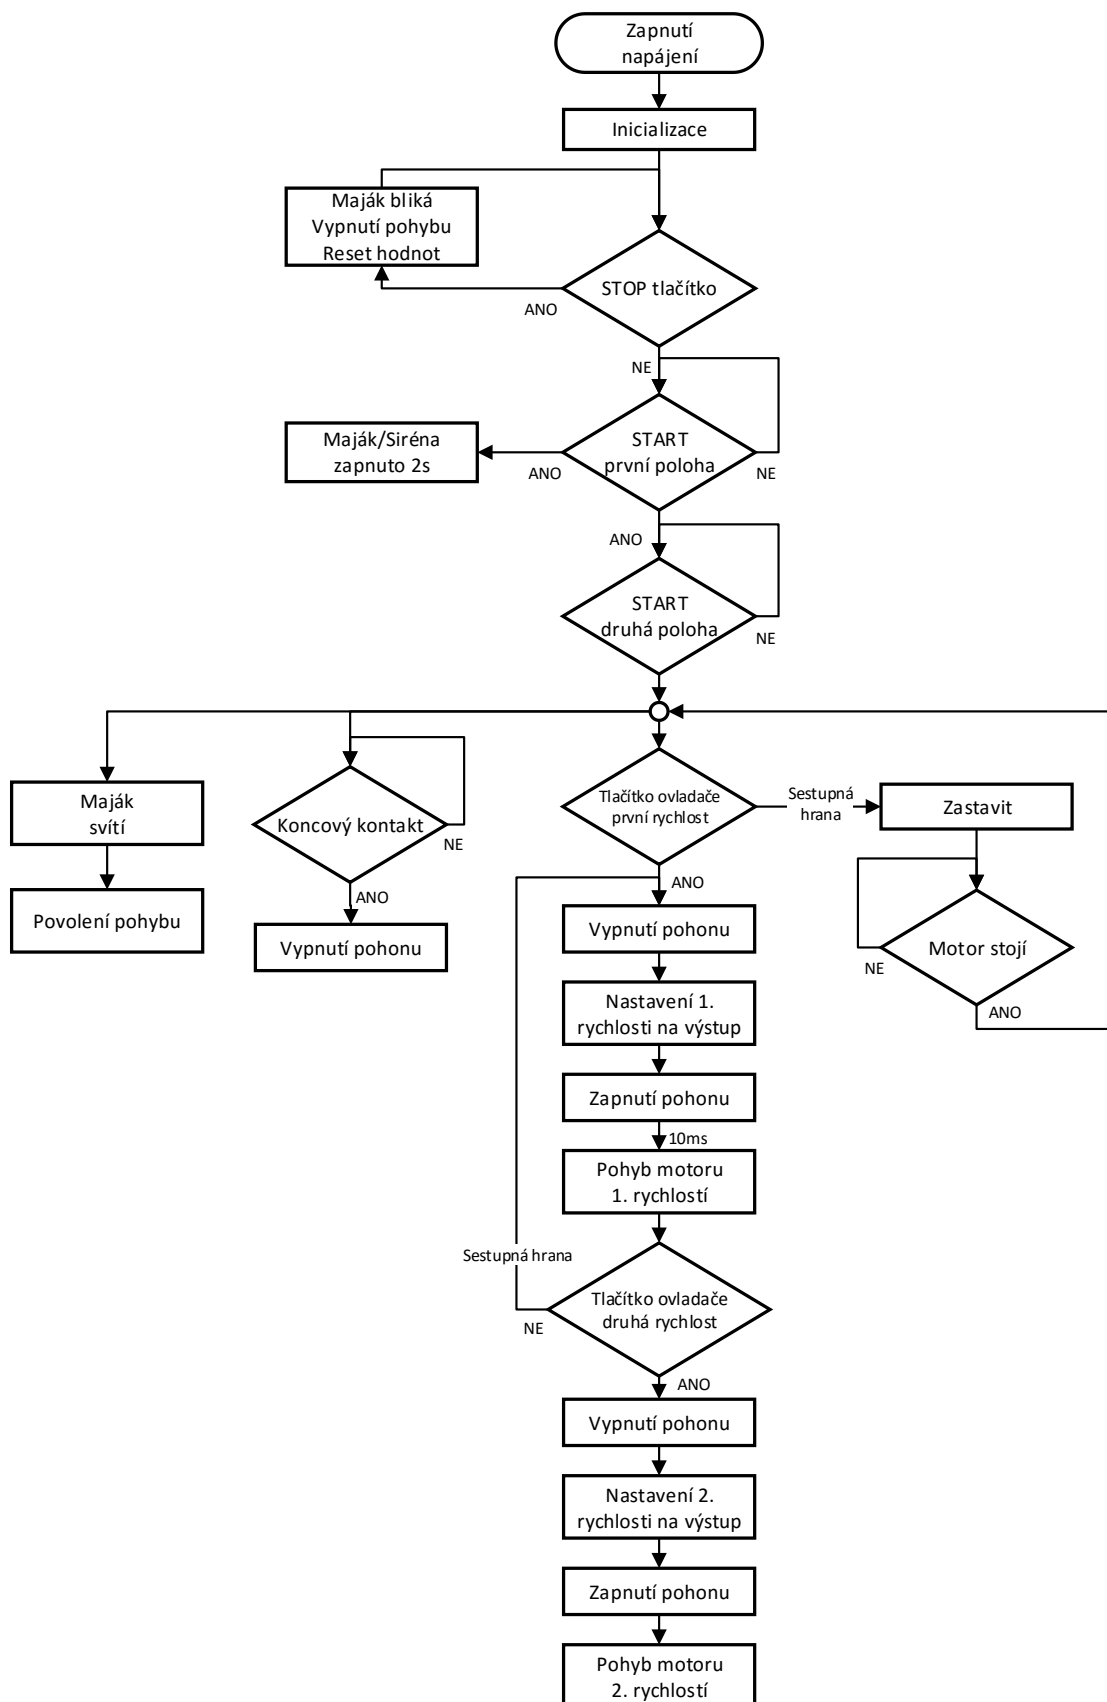 Zapnutí
napájení
Inicializace
Maják bliká
Vypnutí pohybu
Reset hodnot
STOP tlačítko
ANO
NE
START
první poloha
Maják/Siréna
zapnuto 2s
ANO
NE
ANO
START
druhá poloha
NE
Maják
svítí
Povolení pohybu
Koncový kontakt
NE
ANO
Vypnutí pohonu
Tlačítko ovladače
první rychlost
Sestupná
hrana
Zastavit
Motor stojí
NE
ANO
ANO
Vypnutí pohonu
Nastavení 1.
rychlosti na výstup
Zapnutí pohonu
10ms
Pohyb motoru
1. rychlostí
Sestupná hrana
Tlačítko ovladače
druhá rychlost
NE
ANO
Vypnutí pohonu
Nastavení 2.
rychlosti na výstup
Zapnutí pohonu
Pohyb motoru
2. rychlostí